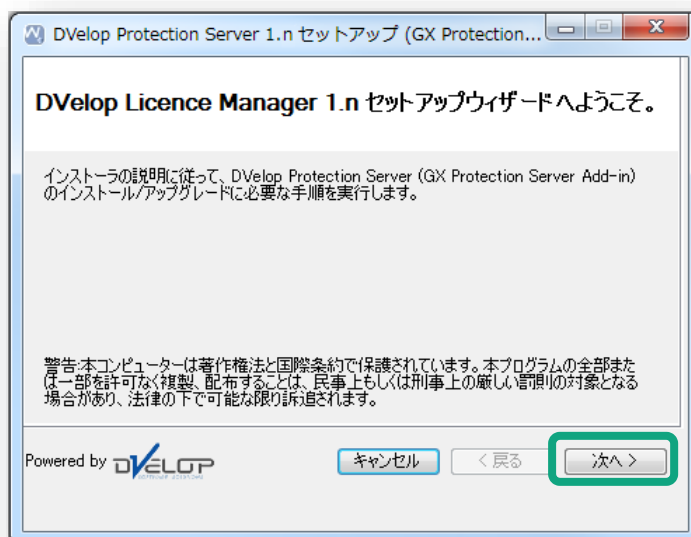 DVelop Protection Server 1.n セットアップ (GX Protection...
DVelop Licence Manager 1.n セットアップウィザードへようこそ。
インストーラの説明に従って、DVelop Protection Server (GX Protection Server Add-in)
のインストール/アップグレードに必要な手順を実行します。
警告:本コンピューターは著作権法と国際条約で保護されています。本プログラムの全部また
は一部を許可なく複製、配布することは、民事上もしくは刑事上の厳しい罰則の対象となる
場合があり、法律の下で可能な限り訴追されます。
Powered by DVELOP
SOFTWARE SOLUTIONS
キャンセル
< 戻る
次へ >